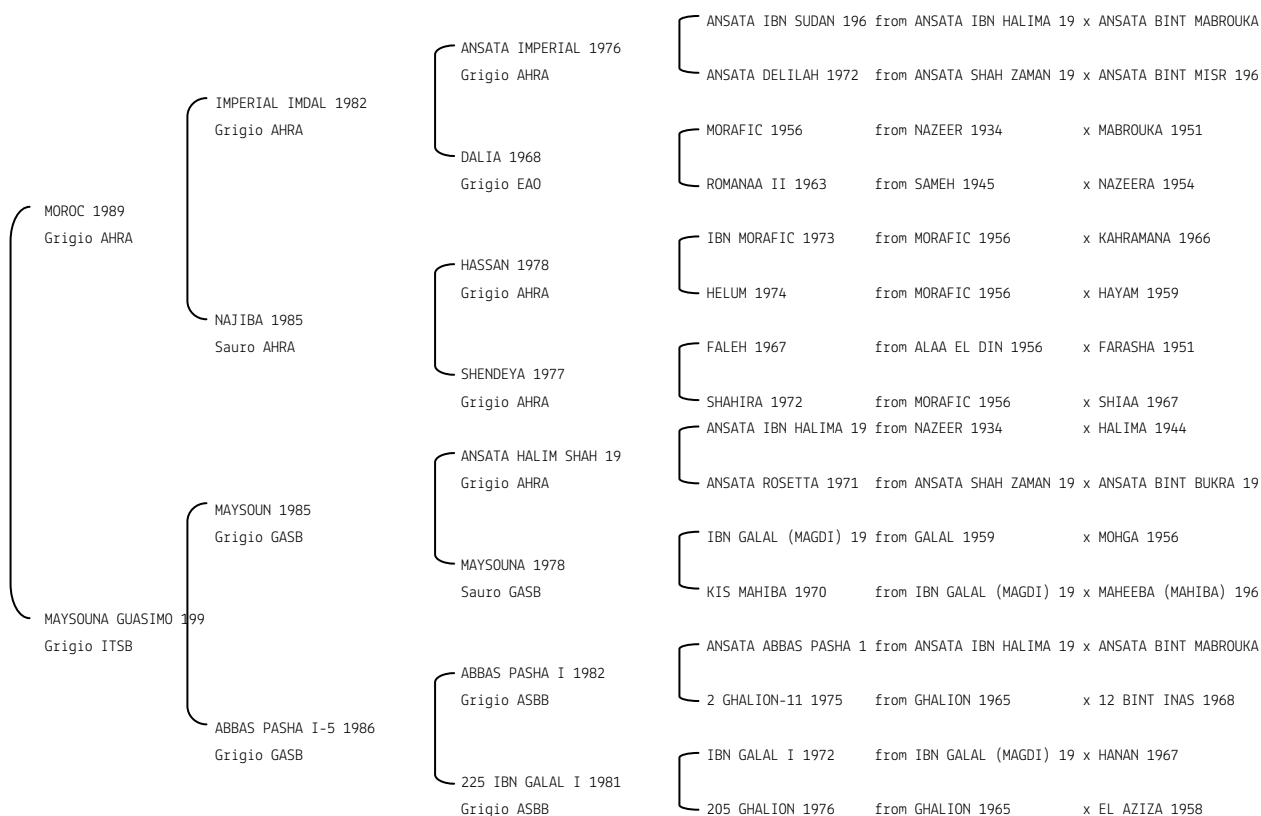 ANSATA IBN SUDAN 196 from ANSATA IBN HALIMA 19 x ANSATA BINT MABROUKA
ANSATA IMPERIAL 1976
Grigio AHRA
ANSATA DELILAH 1972 from ANSATA SHAH ZAMAN 19 x ANSATA BINT MISR 196
IMPERIAL IMDAL 1982
Grigio AHRA
MORAFIC 1956 from NAZEER 1934 x MABROUKA 1951
DALIA 1968
Grigio EAO
ROMANAA II 1963 from SAMEH 1945 x NAZEERA 1954
MOROC 1989
Grigio AHRA
IBN MORAFIC 1973 from MORAFIC 1956 x KAHRAMANA 1966
HASSAN 1978
Grigio AHRA
HELUM 1974 from MORAFIC 1956 x HAYAM 1959
NAJIBA 1985
Sauro AHRA
FALEH 1967 from ALAA EL DIN 1956 x FARASHA 1951
SHENDEYA 1977
Grigio AHRA
SHAHIRA 1972 from MORAFIC 1956 x SHIAA 1967
ANSATA IBN HALIMA 19 from NAZEER 1934 x HALIMA 1944
ANSATA HALIM SHAH 19
Grigio AHRA
ANSATA ROSETTA 1971 from ANSATA SHAH ZAMAN 19 x ANSATA BINT BUKRA 19
MAYSOUN 1985
Grigio GASB
IBN GALAL (MAGDI) 19 from GALAL 1959 x MOHGA 1956
MAYSOUNA 1978
Sauro GASB
KIS MAHIBA 1970 from IBN GALAL (MAGDI) 19 x MAHEEBA (MAHIBA) 196
MAYSOUNA GUASIMO 199
Grigio ITSB
ANSATA ABBAS PASHA 1 from ANSATA IBN HALIMA 19 x ANSATA BINT MABROUKA
ABBAS PASHA I 1982
Grigio ASBB
2 GHALION-11 1975 from GHALION 1965 x 12 BINT INAS 1968
ABBAS PASHA I-5 1986
Grigio GASB
IBN GALAL I 1972 from IBN GALAL (MAGDI) 19 x HANAN 1967
225 IBN GALAL I 1981
Grigio ASBB
205 GHALION 1976 from GHALION 1965 x EL AZIZA 1958